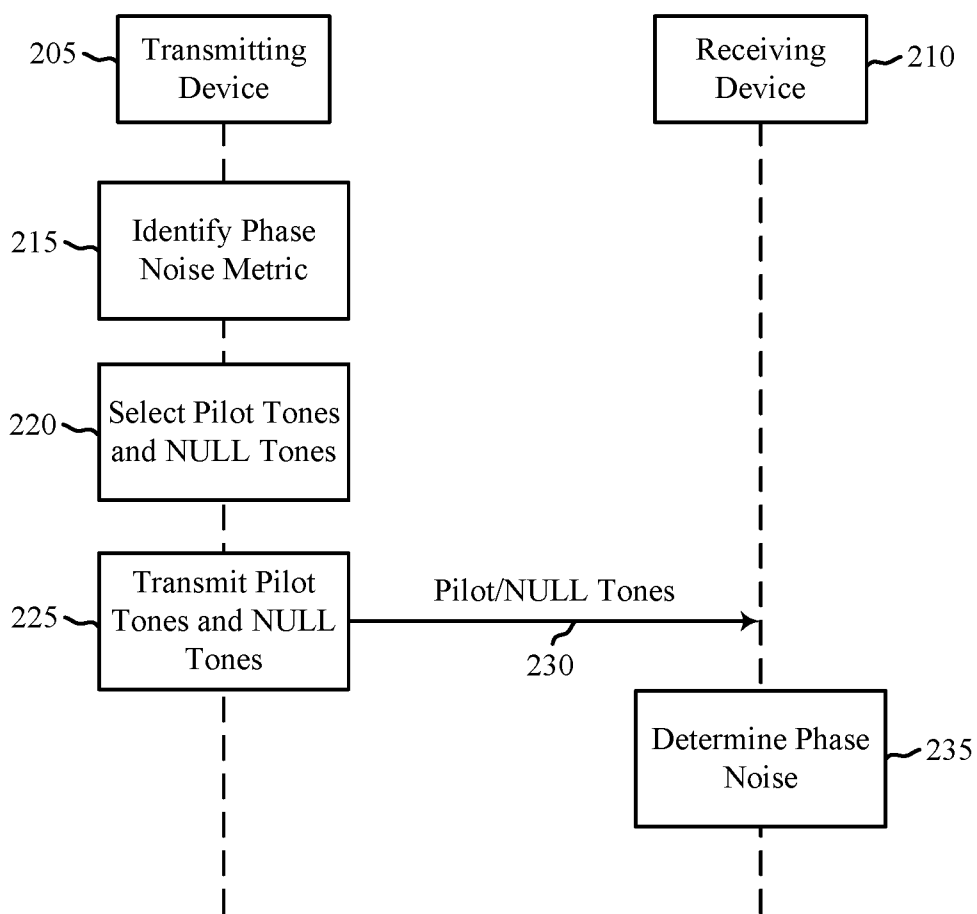 205
Transmitting
Device
Receiving
Device
210
215
Identify Phase
Noise Metric
220
Select Pilot Tones
and NULL Tones
225
Transmit Pilot
Tones and NULL
Tones
Pilot/NULL Tones
230
Determine Phase
Noise
235